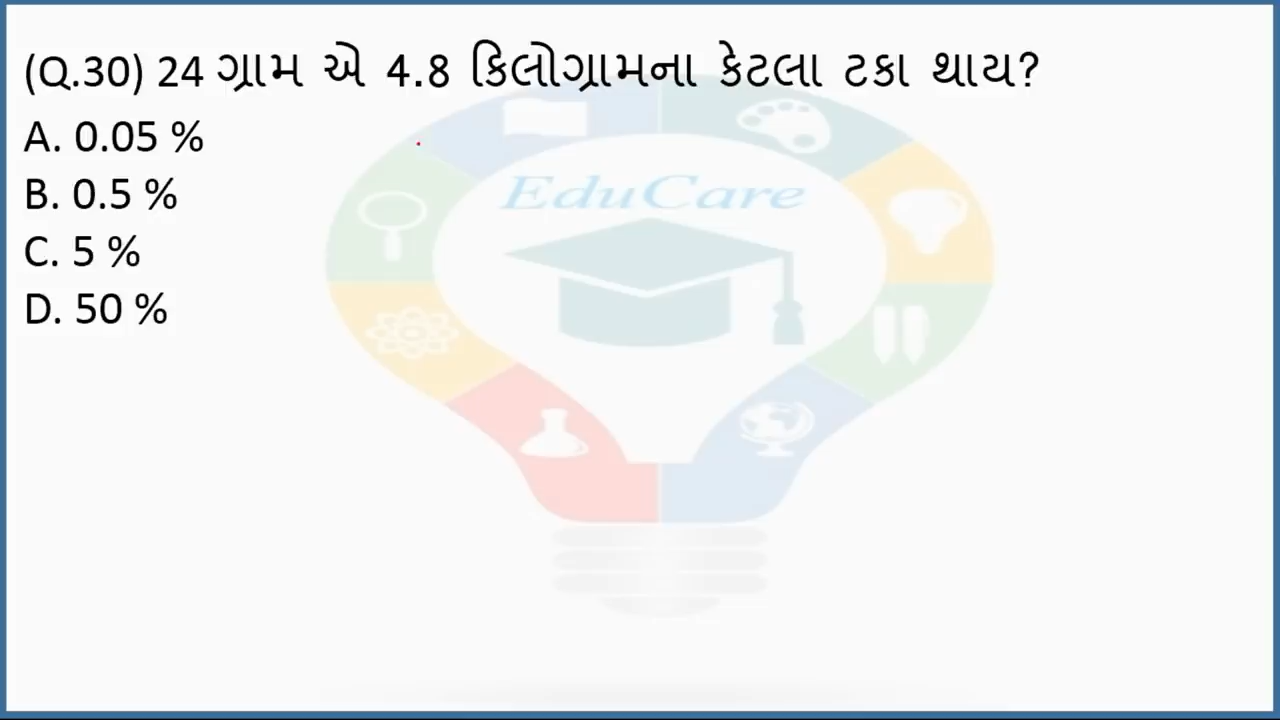 (Q.30) 24 ગ્રામ એ 4.8 કિલોગ્રામના કેટલા ટકા થાય?
A. 0.05 %
B. 0.5 %
C. 5 %
D. 50 %
EduCare